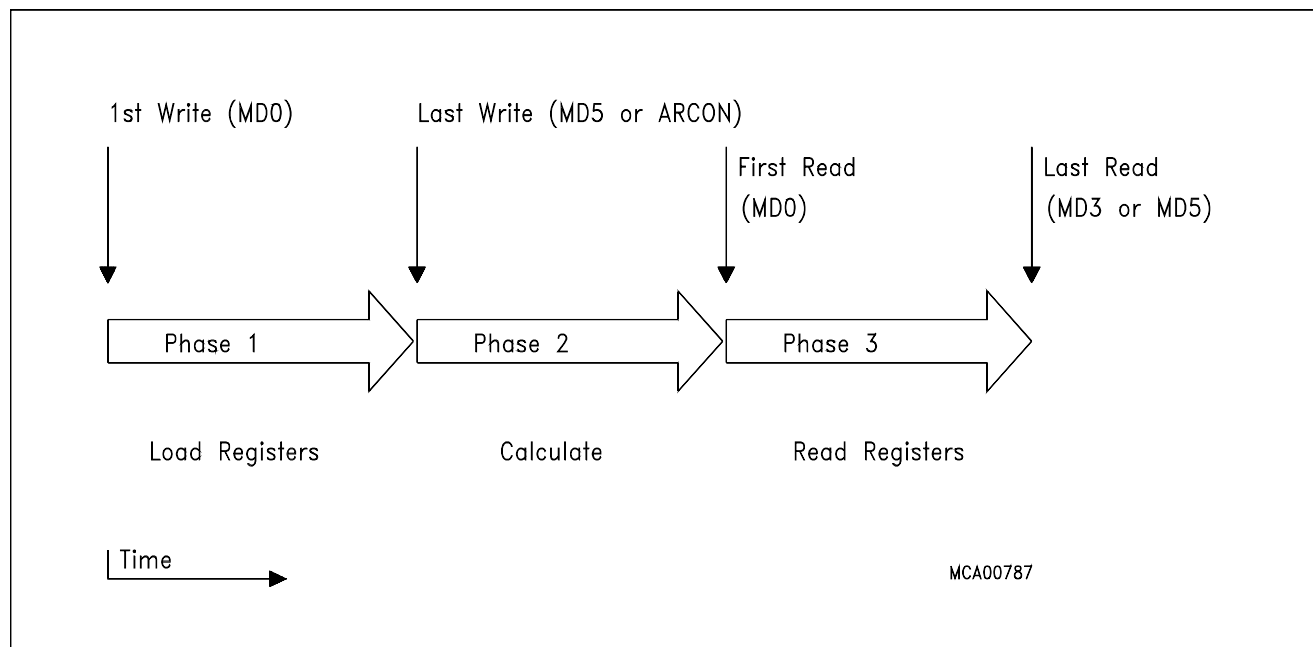 1st Write (MD0)
Last Write (MD5 or ARCON)
First Read
(MD0)
Last Read
(MD3 or MD5)
Phase 1
Phase 2
Phase 3
Load Registers
Calculate
Read Registers
Time
MCA00787